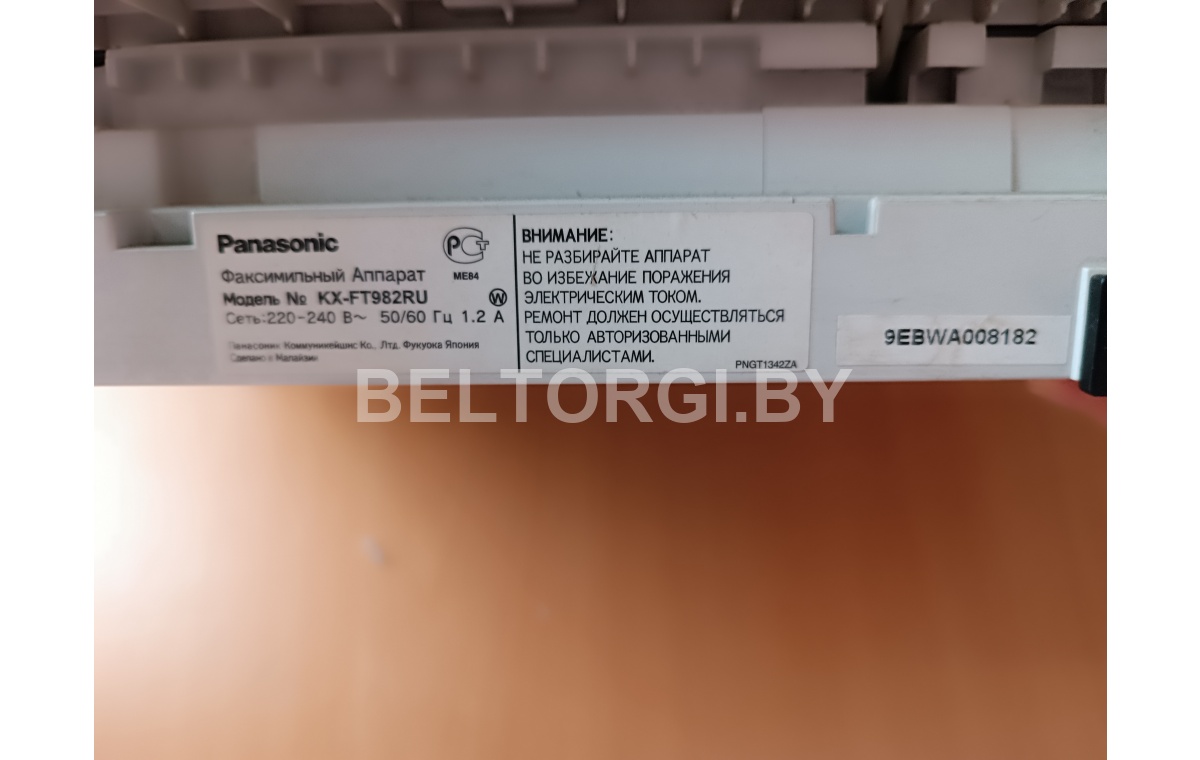 Panasonic
РСТ
ME84
Факсимильный Аппарат
Модель № KX-FT982RU
W
Сеть:220-240 В~ 50/60 Гц 1.2 А
Панасоник Коммуникейшнс Ко., Лтд. Фукуока Япония
Сделано в Малайзии
ВНИМАНИЕ:
НЕ РАЗБИРАЙТЕ АППАРАТ
ВО ИЗБЕЖАНИЕ ПОРАЖЕНИЯ
ЭЛЕКТРИЧЕСКИМ ТОКОМ.
РЕМОНТ ДОЛЖЕН ОСУЩЕСТВЛЯТЬСЯ
ТОЛЬКО АВТОРИЗОВАННЫМИ
СПЕЦИАЛИСТАМИ.
PNGT1342ZA
9EBWA008182
BELTORGI.BY